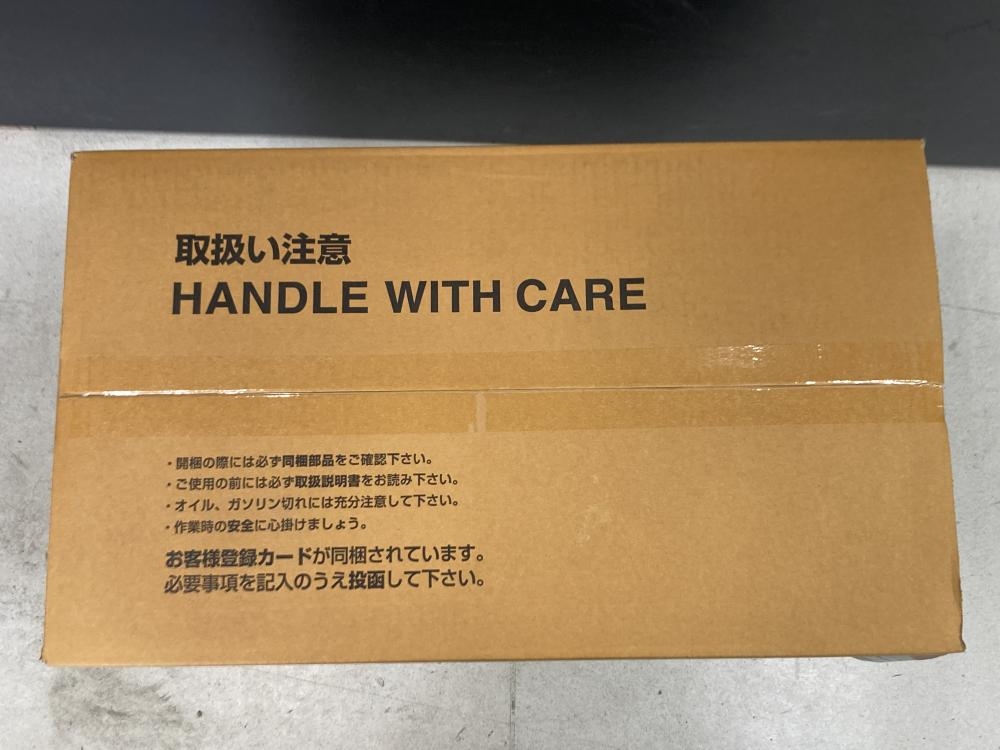 取扱い注意
HANDLE WITH CARE
・開梱の際には必ず同梱部品をご確認下さい。
・ご使用の前には必ず取扱説明書をお読み下さい。
・オイル、ガソリン切れには充分注意して下さい。
・作業時の安全に心掛けましょう。
お客様登録カードが同梱されています。
必要事項を記入のうえ投函して下さい。